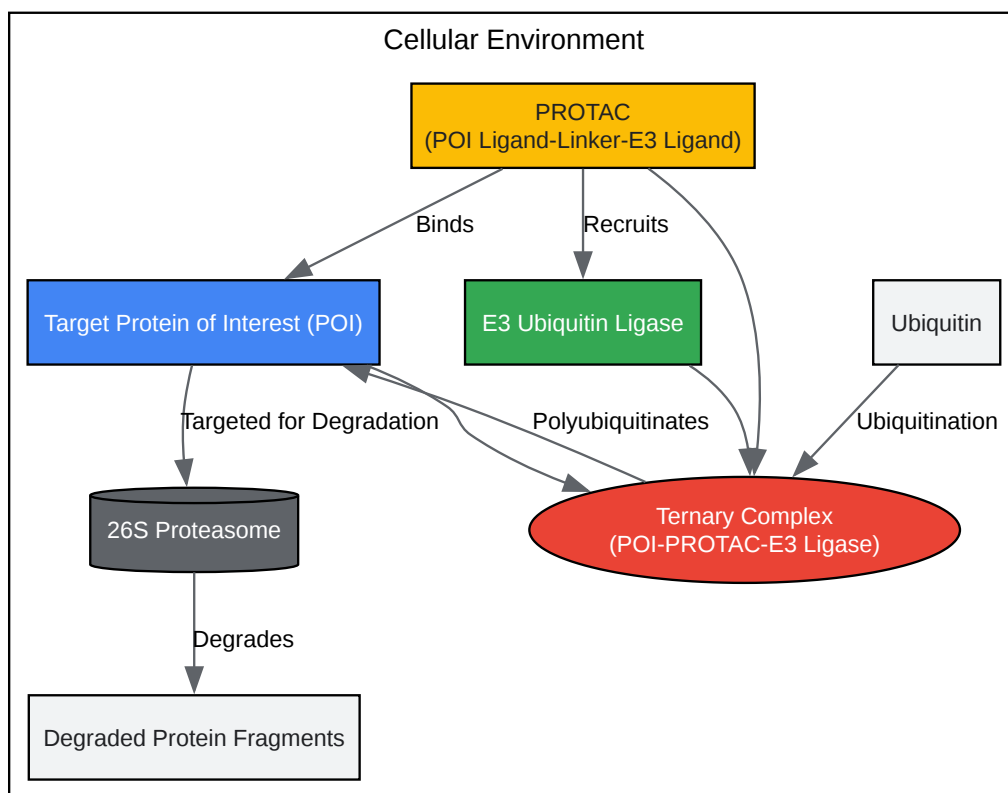 Cellular Environment
PROTAC
(POI Ligand-Linker-E3 Ligand)
Binds
Recruits
Target Protein of Interest (POI)
E3 Ubiquitin Ligase
Ubiquitin
Targeted for Degradation
Polyubiquitinates
Ubiquitination
26S Proteasome
Ternary Complex
(POI-PROTAC-E3 Ligase)
Degrades
Degraded Protein Fragments